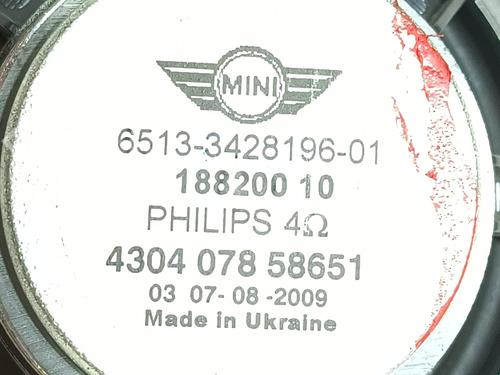 MINI
6513-3428196-01
188200 10
PHILIPS 4Ω
4304 078 58651
03 07-08-2009
Made in Ukraine